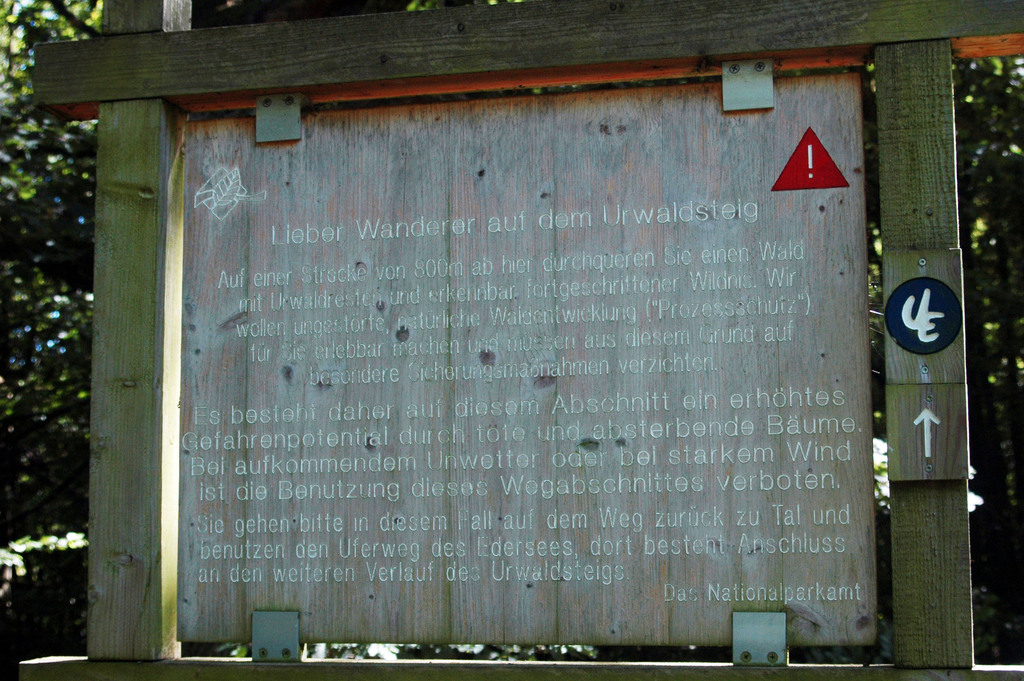 !
Lieber Wanderer auf dem Urwaldsteig
Auf einer Strecke von 800m ab hier durchqueren Sie einen Wald
mit Urwaldresten und erkennbar fortgeschrittener Wildnis. Wir
wollen ungestörte, natürliche Waldentwicklung ("Prozessschutz")
für Sie erlebbar machen und müssen aus diesem Grund auf
besondere Sicherungsmaßnahmen verzichten.
Es besteht daher auf diesem Abschnitt ein erhöhtes
Gefahrenpotential durch tote und absterbende Bäume.
Bei aufkommendem Unwetter oder bei starkem Wind
ist die Benutzung dieses Wegabschnittes verboten.
Sie gehen bitte in diesem Fall auf dem Weg zurück zu Tal und
benutzen den Uferweg des Edersees, dort besteht Anschluss
an den weiteren Verlauf des Urwaldsteigs.
Das Nationalparkamt
UE